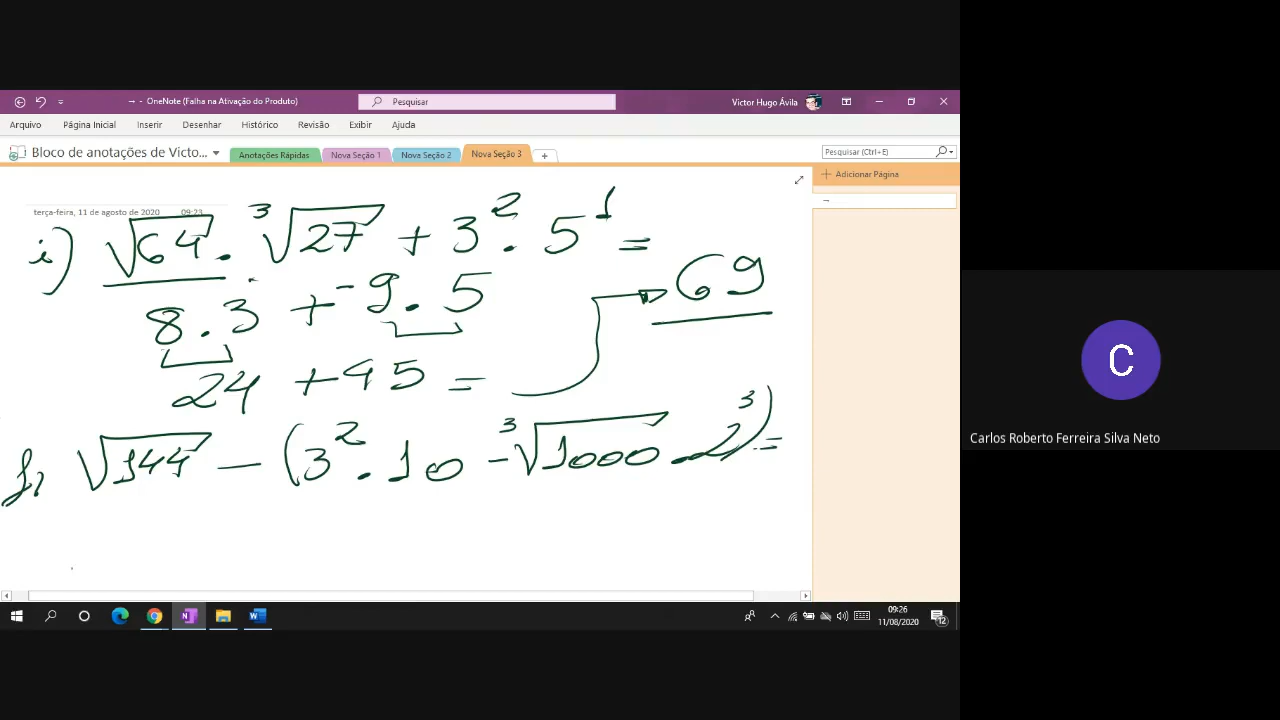 → - OneNote (Falha na Ativação do Produto)
Pesquisar
Victor Hugo Ávila
Arquivo Página Inicial Inserir Desenhar Histórico Revisão Exibir Ajuda
Bloco de anotações de Victo...
Anotações Rápidas Nova Seção 1 Nova Seção 2 Nova Seção 3 +
Pesquisar (Ctrl+E)
+ Adicionar Página
→
terça-feira, 11 de agosto de 2020 09:23
i) √64 . ³√27 + 3² . 5¹ =
8 . 3 + - 9 . 5
69
24 + 45 =
√144 - (3² . 10 - ³√1000 . 2³) =
Carlos Roberto Ferreira Silva Neto
C
09:26
11/08/2020
12